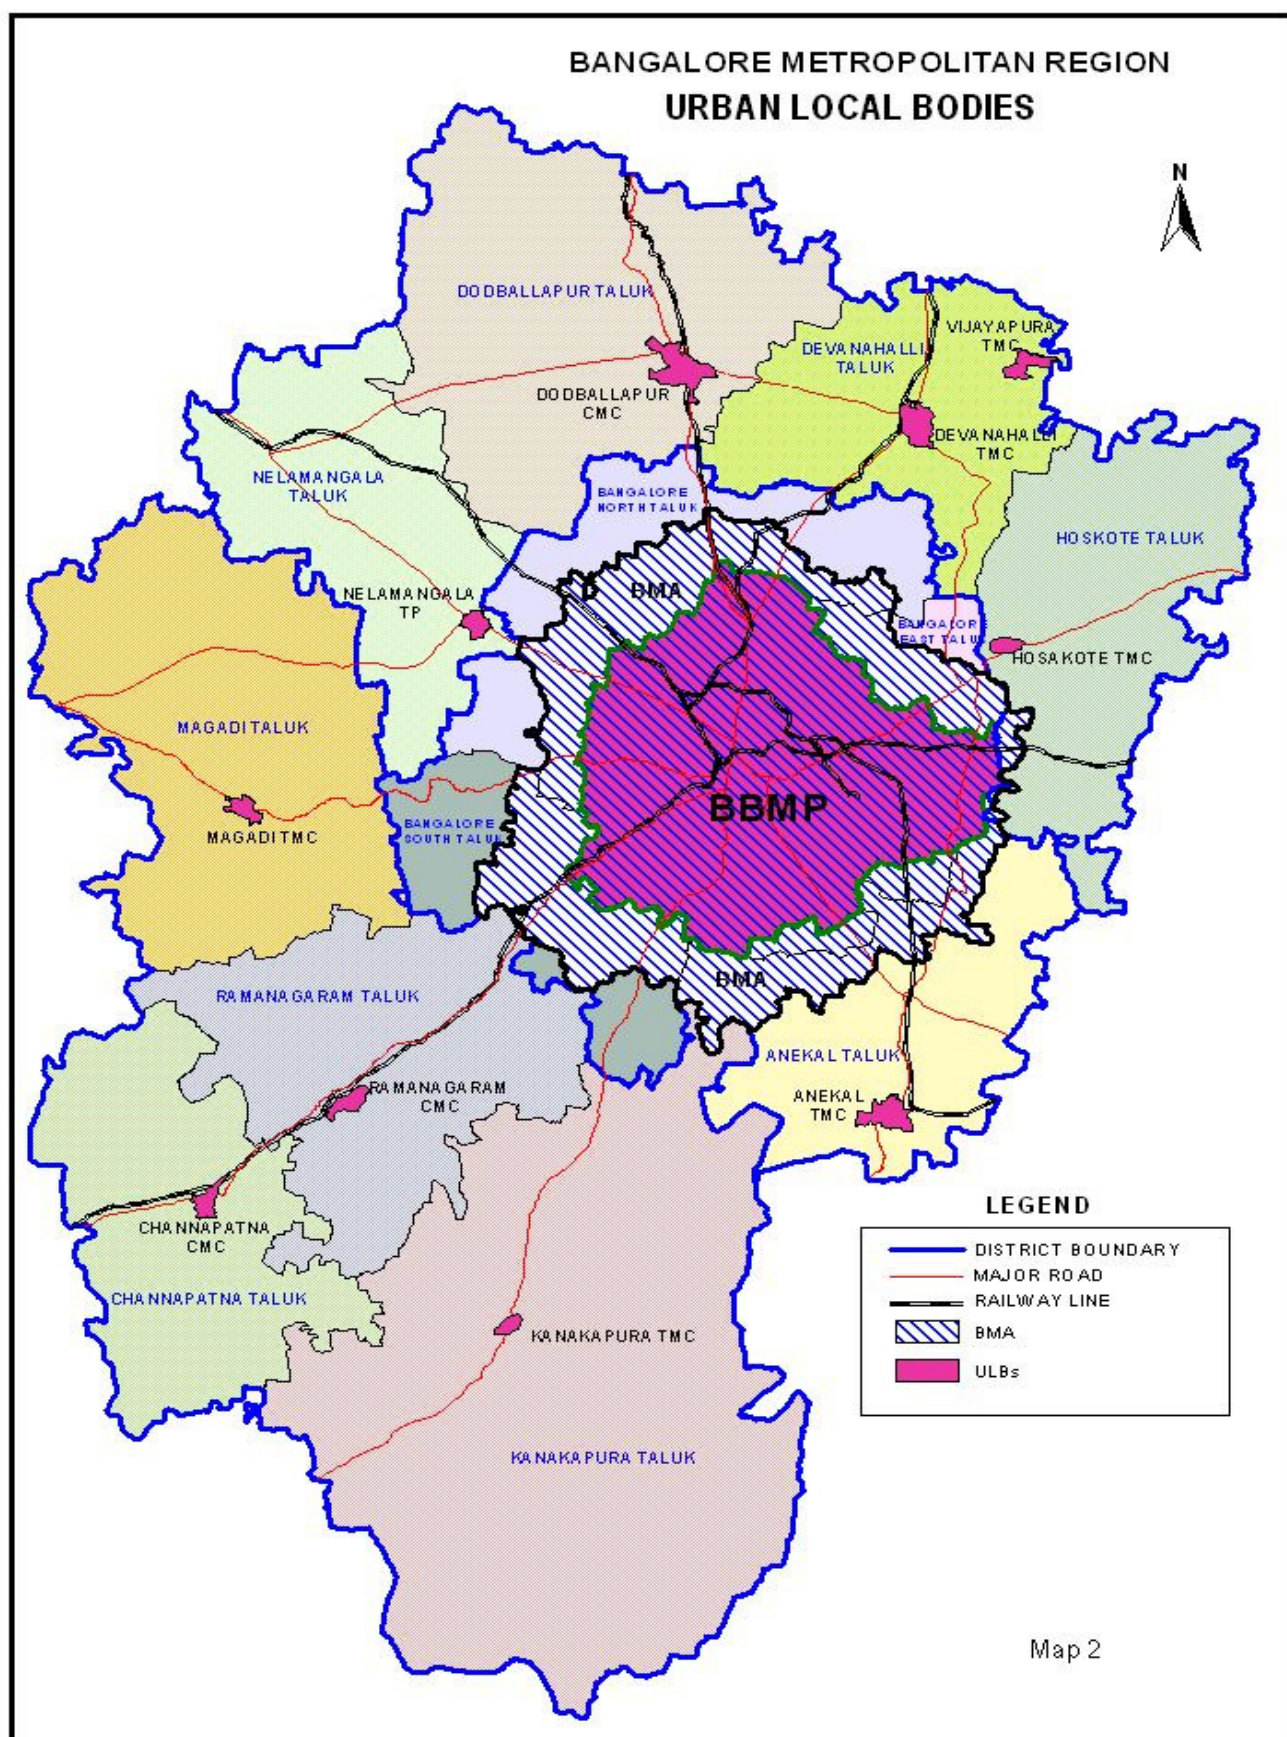 BANGALORE METROPOLITAN REGION
URBAN LOCAL BODIES
N
DODBALLAPUR TALUK
VIJAYAPURA
TMC
DEVANAHALLI
TALUK
DODBALLAPUR
CMC
DEVANAHALLI
TMC
NELAMANGALA
TALUK
BANGALORE
NORTH TALUK
HOSKOTE TALUK
NELAMANGALA
TP
BMA
BANGALORE
EAST TALUK
HOSAKOTE TMC
MAGADI TALUK
BBMP
MAGADI TMC
BANGALORE
SOUTH TALUK
BMA
RAMANAGARAM TALUK
ANEKAL TALUK
RAMANAGARAM
CMC
ANEKAL
TMC
CHANNAPATNA
CMC
CHANNAPATNA TALUK
KANAKAPURA TMC
KANAKAPURA TALUK
LEGEND
DISTRICT BOUNDARY
MAJOR ROAD
RAILWAY LINE
BMA
ULBs
Map 2